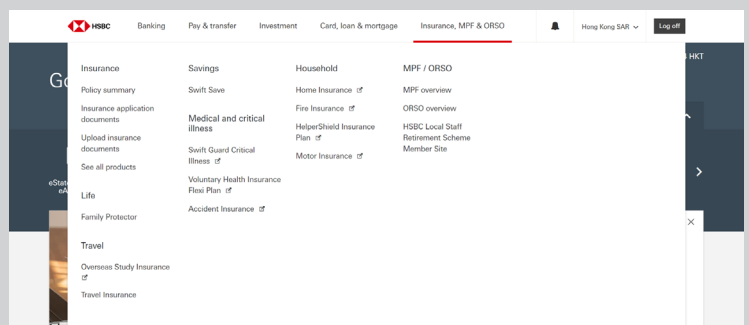 HSBC
Banking
Pay & transfer
Investment
Card, loan & mortgage
Insurance, MPF & ORSO
Hong Kong SAR
Log off
HKT
Insurance
Policy summary
Insurance application
documents
Upload insurance
documents
See all products
Life
Family Protector
Travel
Overseas Study Insurance
Travel Insurance
Savings
Swift Save
Medical and critical
illness
Swift Guard Critical
Illness
Voluntary Health Insurance
Flexi Plan
Accident Insurance
Household
Home Insurance
Fire Insurance
HelperShield Insurance
Plan
Motor Insurance
MPF / ORSO
MPF overview
ORSO overview
HSBC Local Staff
Retirement Scheme
Member Site